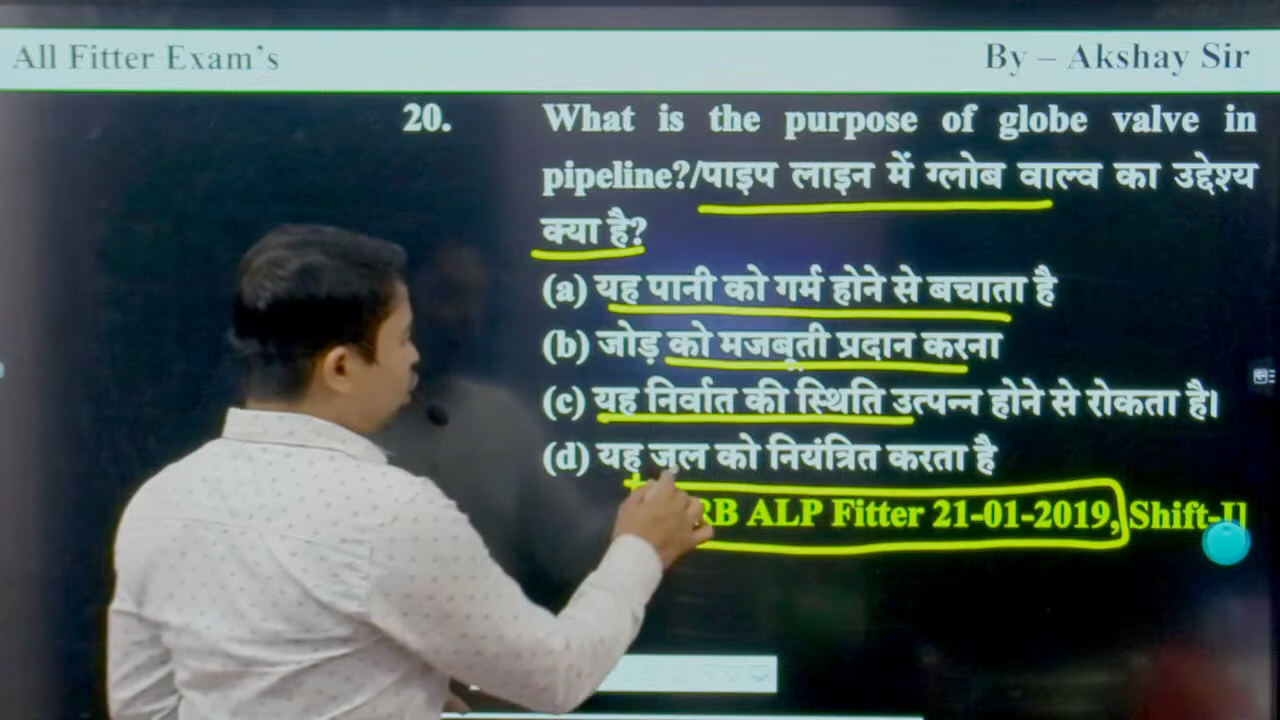 All Fitter Exam's
By – Akshay Sir
20. What is the purpose of globe valve in
pipeline?/पाइप लाइन में ग्लोब वाल्व का उद्देश्य
क्या है?
(a) यह पानी को गर्म होने से बचाता है
(b) जोड़ को मजबूती प्रदान करना
(c) यह निर्वात की स्थिति उत्पन्न होने से रोकता है।
(d) यह जल को नियंत्रित करता है
ALP Fitter 21-01-2019, Shift-I]